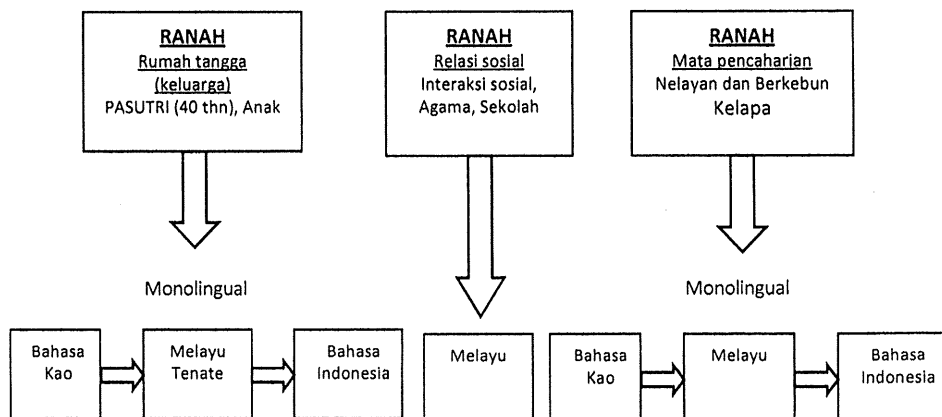 RANAH
Rumah tangga
(keluarga)
PASUTRI (40 thn), Anak
RANAH
Relasi sosial
Interaksi sosial,
Agama, Sekolah
RANAH
Mata pencaharian
Nelayan dan Berkebun
Kelapa
Monolingual
Monolingual
Bahasa
Kao
Melayu
Tenate
Bahasa
Indonesia
Melayu
Bahasa
Kao
Melayu
Bahasa
Indonesia